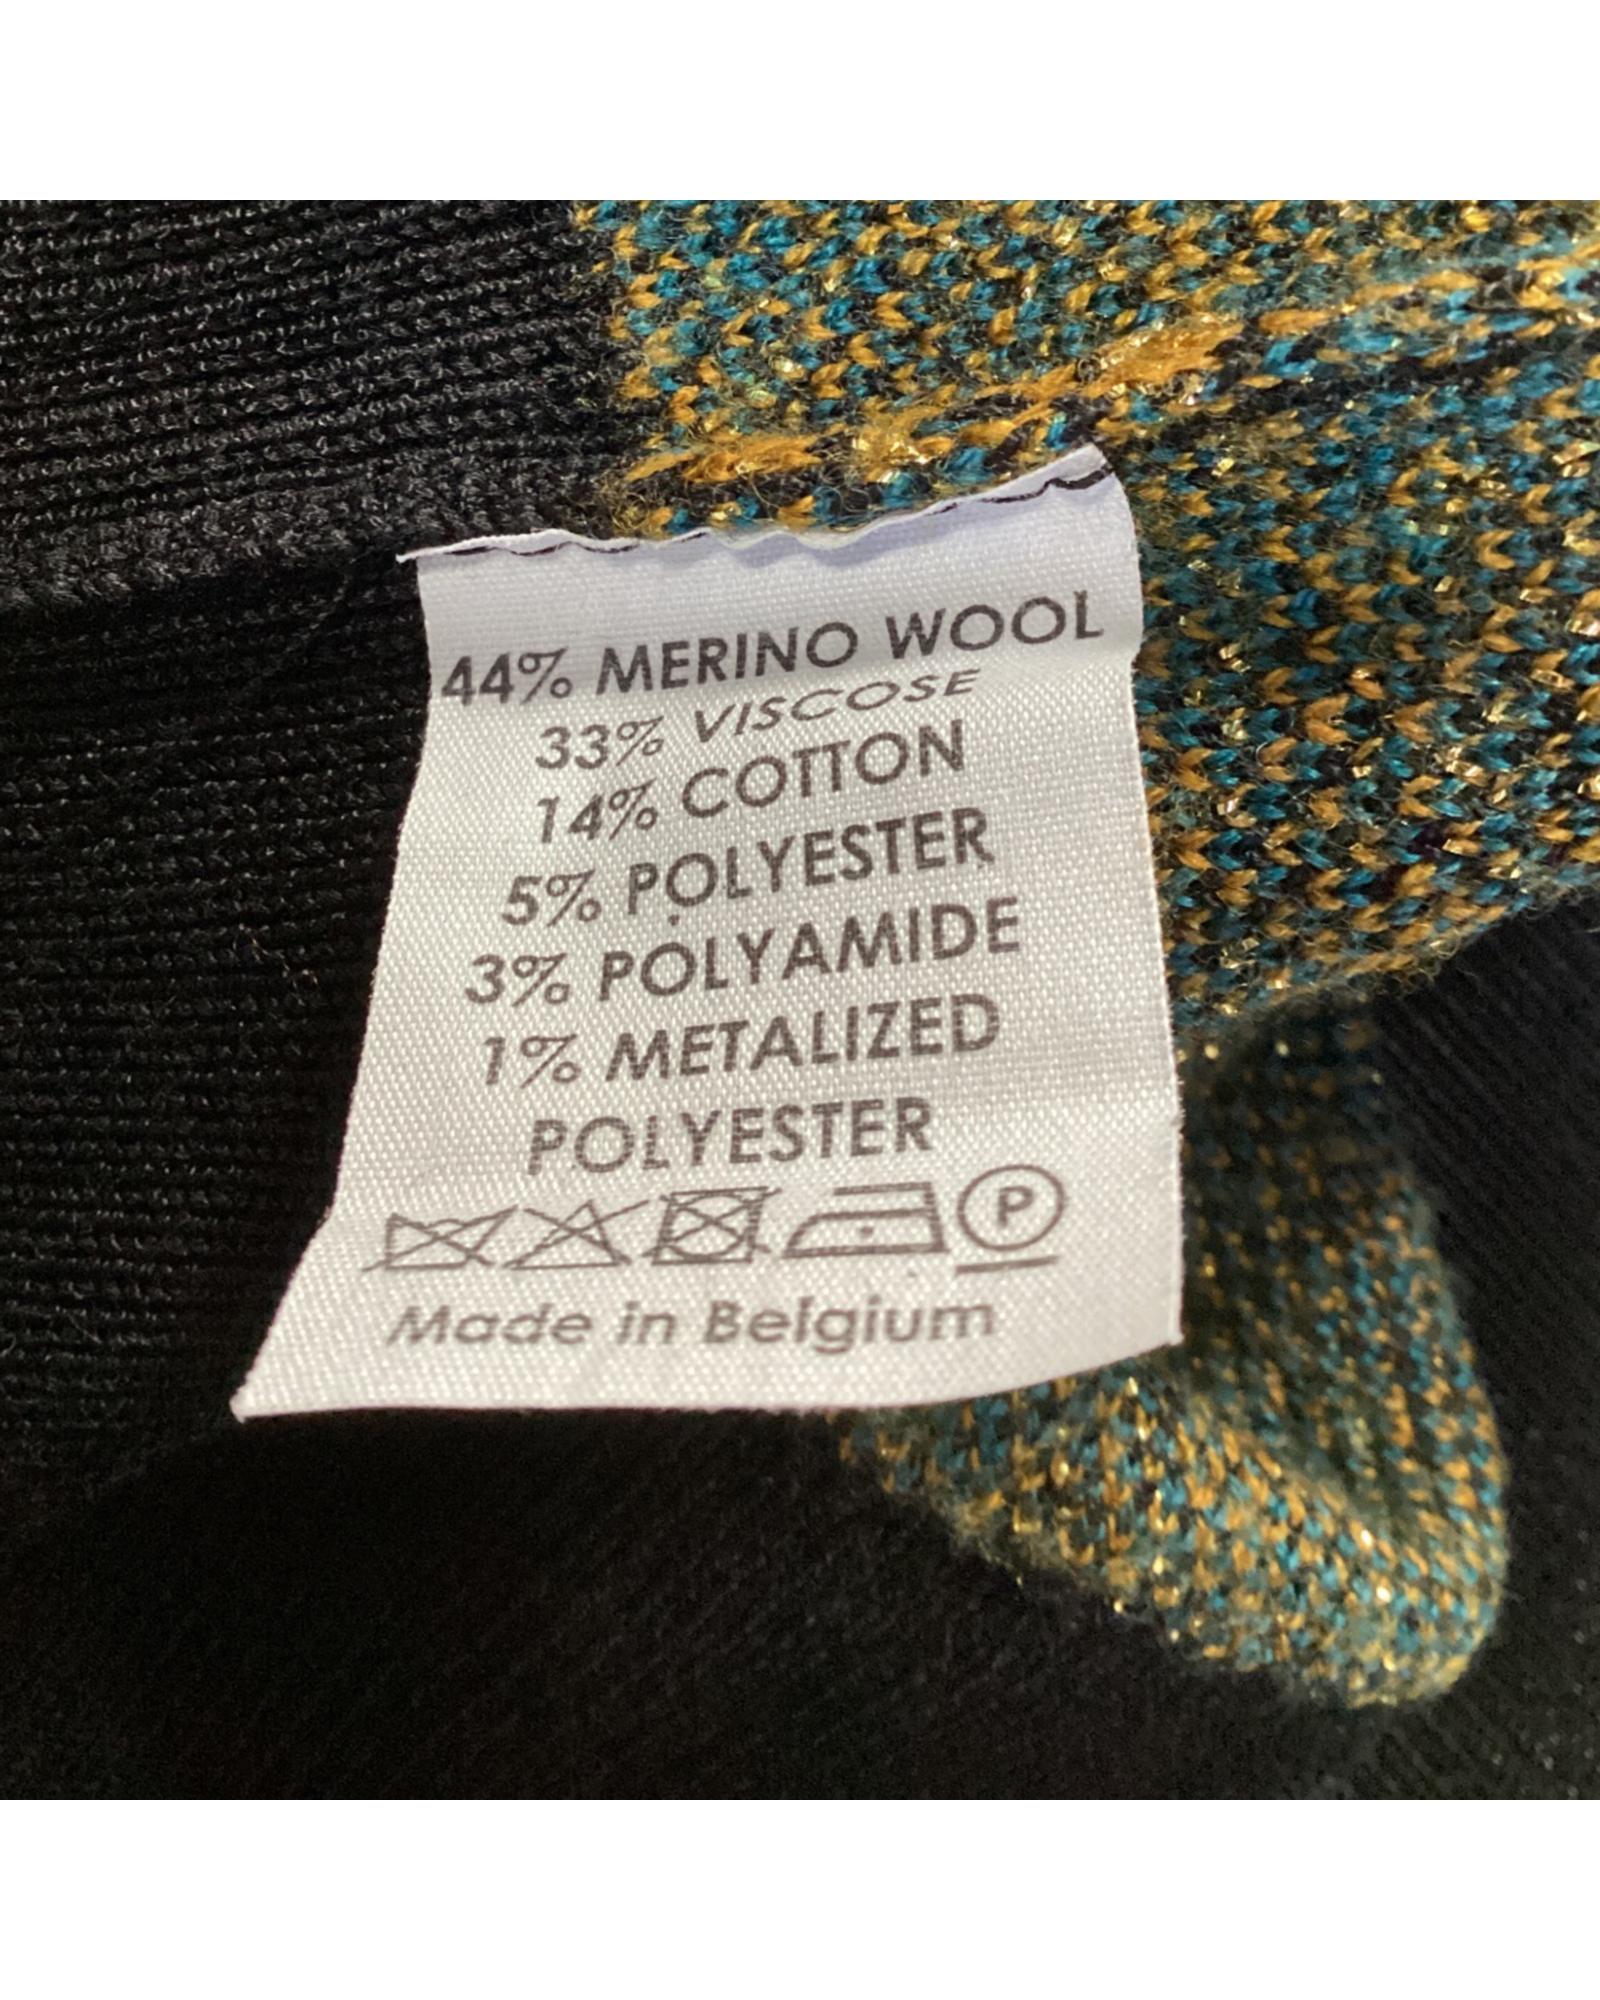 44% MERINO WOOL
33% VISCOSE
14% COTTON
5% POLYESTER
3% POLYAMIDE
1% METALIZED
POLYESTER
P
Made in Belgium